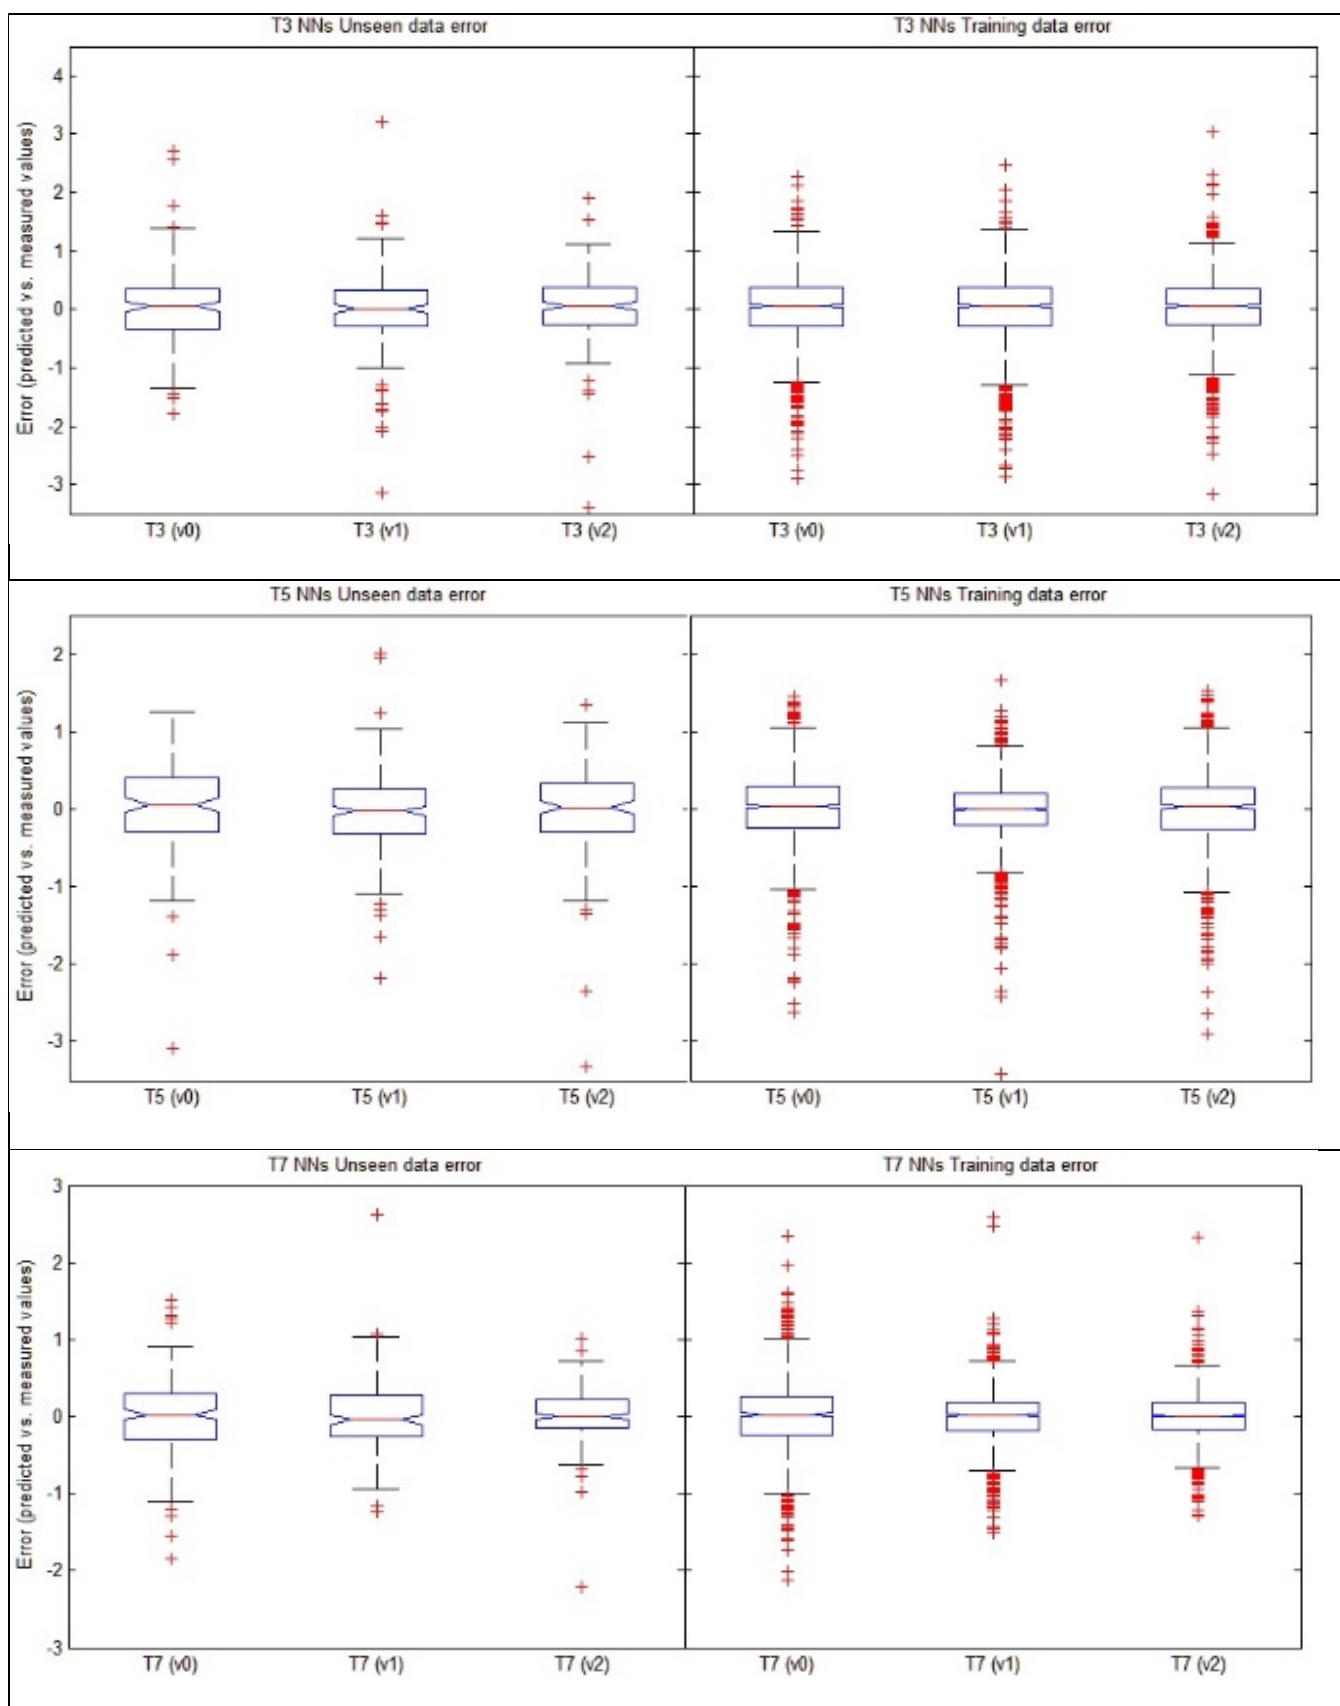 T3 NNs Unseen data error
T3 NNs Training data error
Error (predicted vs. measured values)
4
3
2
1
0
-1
-2
-3
T3 (v0)
T3 (v1)
T3 (v2)
T3 (v0)
T3 (v1)
T3 (v2)
T5 NNs Unseen data error
T5 NNs Training data error
Error (predicted vs. measured values)
2
1
0
-1
-2
-3
T5 (v0)
T5 (v1)
T5 (v2)
T5 (v0)
T5 (v1)
T5 (v2)
T7 NNs Unseen data error
T7 NNs Training data error
Error (predicted vs. measured values)
3
2
1
0
-1
-2
-3
T7 (v0)
T7 (v1)
T7 (v2)
T7 (v0)
T7 (v1)
T7 (v2)